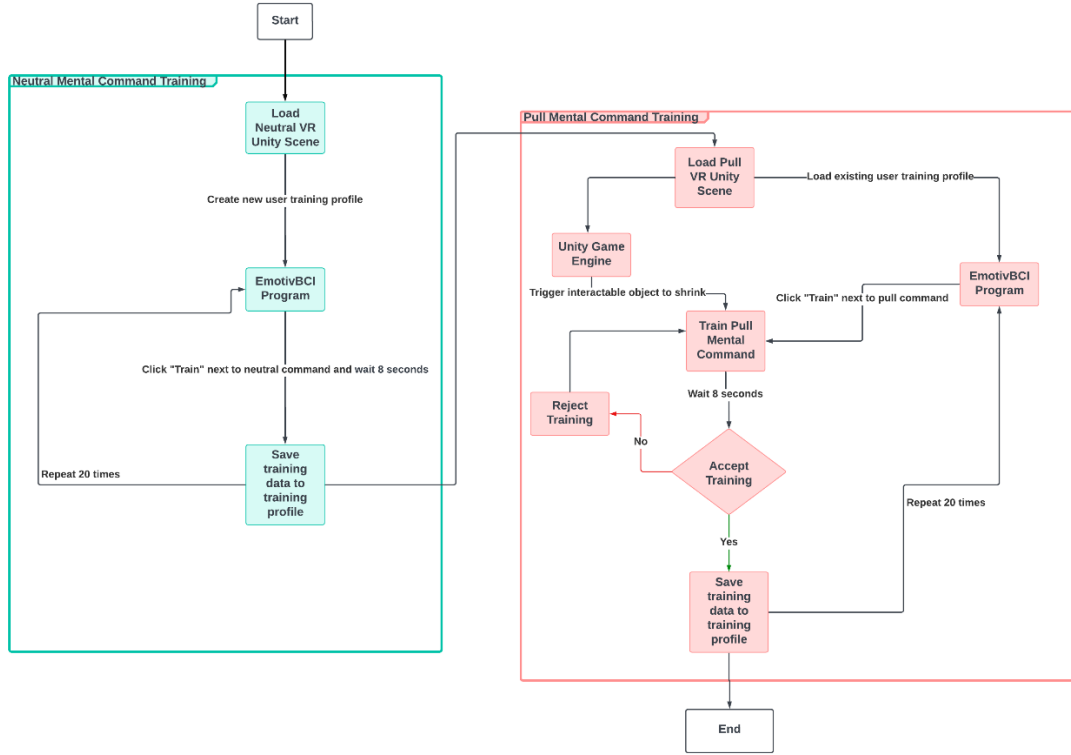 Start
Neutral Mental Command Training
Load
Neutral VR
Unity Scene
Create new user training profile
EmotivBCI
Program
Click "Train" next to neutral command and wait 8 seconds
Save
training
data to
training
profile
Repeat 20 times
Pull Mental Command Training
Load Pull
VR Unity
Scene
Load existing user training profile
Unity Game
Engine
EmotivBCI
Program
Trigger interactable object to shrink
Click "Train" next to pull command
Train Pull
Mental
Command
Wait 8 seconds
Reject
Training
No
Accept
Training
Repeat 20 times
Yes
Save
training
data to
training
profile
End